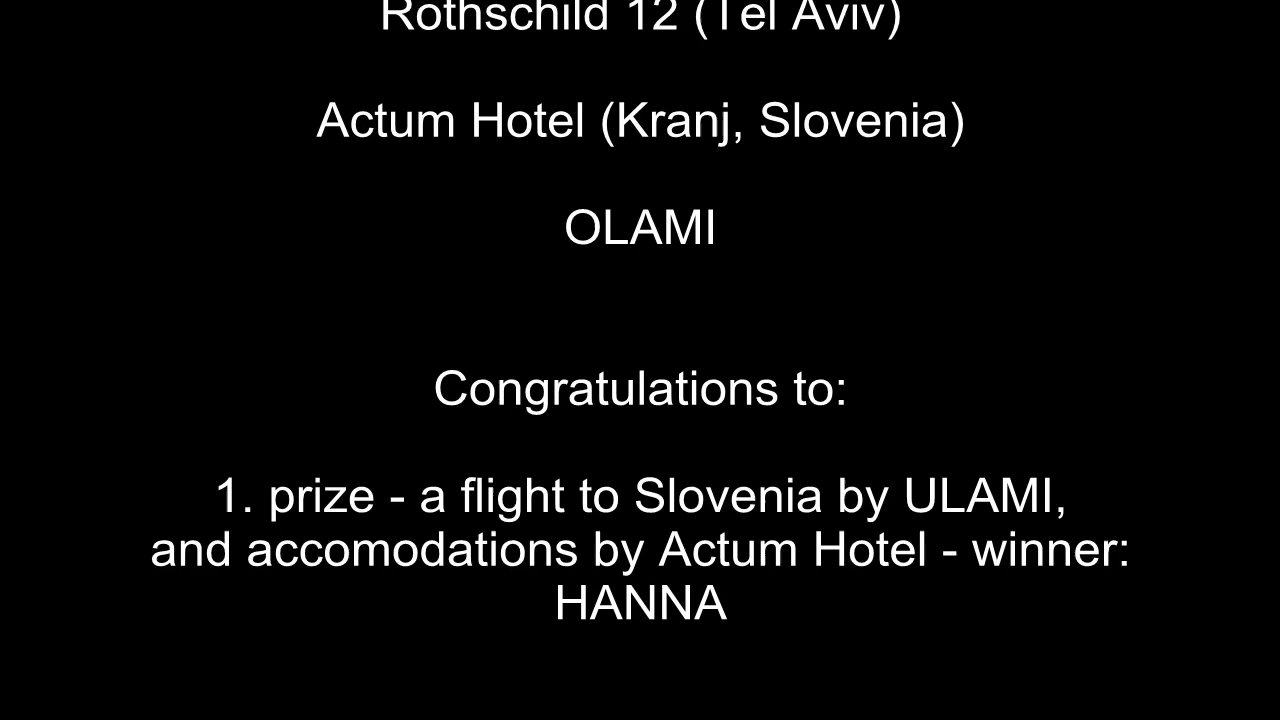 Rothschild 12 (Tel Aviv)
Actum Hotel (Kranj, Slovenia)
OLAMI
Congratulations to:
1. prize - a flight to Slovenia by ULAMI,
and accomodations by Actum Hotel - winner:
HANNA